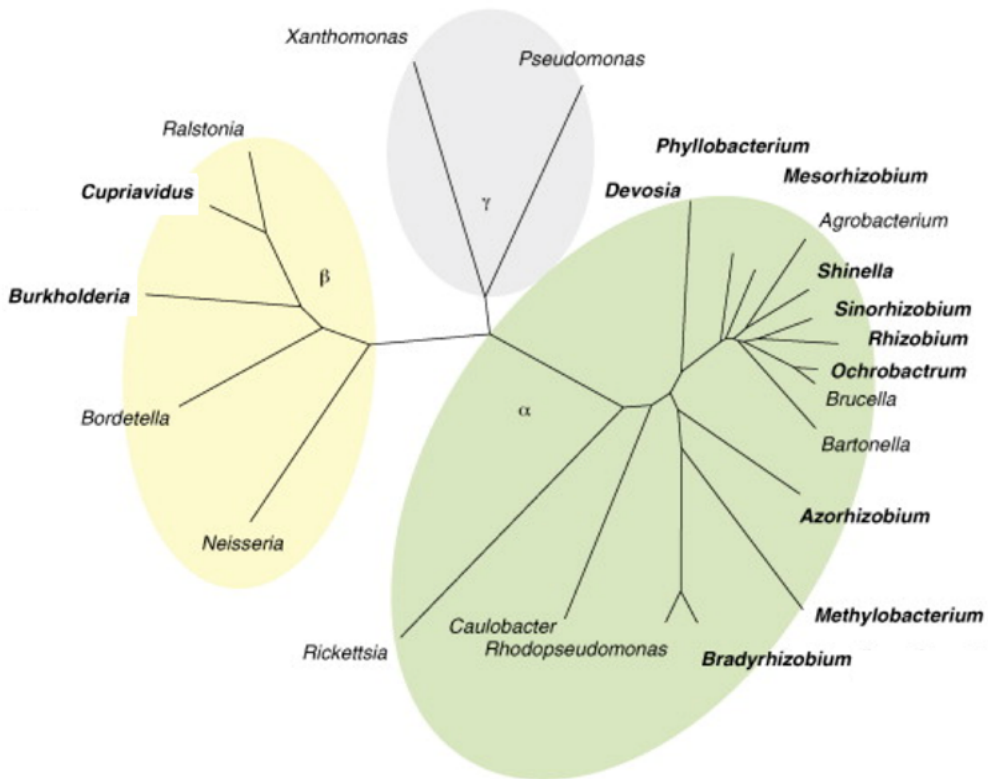 Xanthomonas
Pseudomonas
Ralstonia
Phyllobacterium
Mesorhizobium
Cupriavidus
Devosia
γ
Agrobacterium
β
Shinella
Burkholderia
Sinorhizobium
Rhizobium
Ochrobactrum
Brucella
α
Bordetella
Bartonella
Azorhizobium
Neisseria
Methylobacterium
Caulobacter
Rickettsia
Rhodopseudomonas
Bradyrhizobium